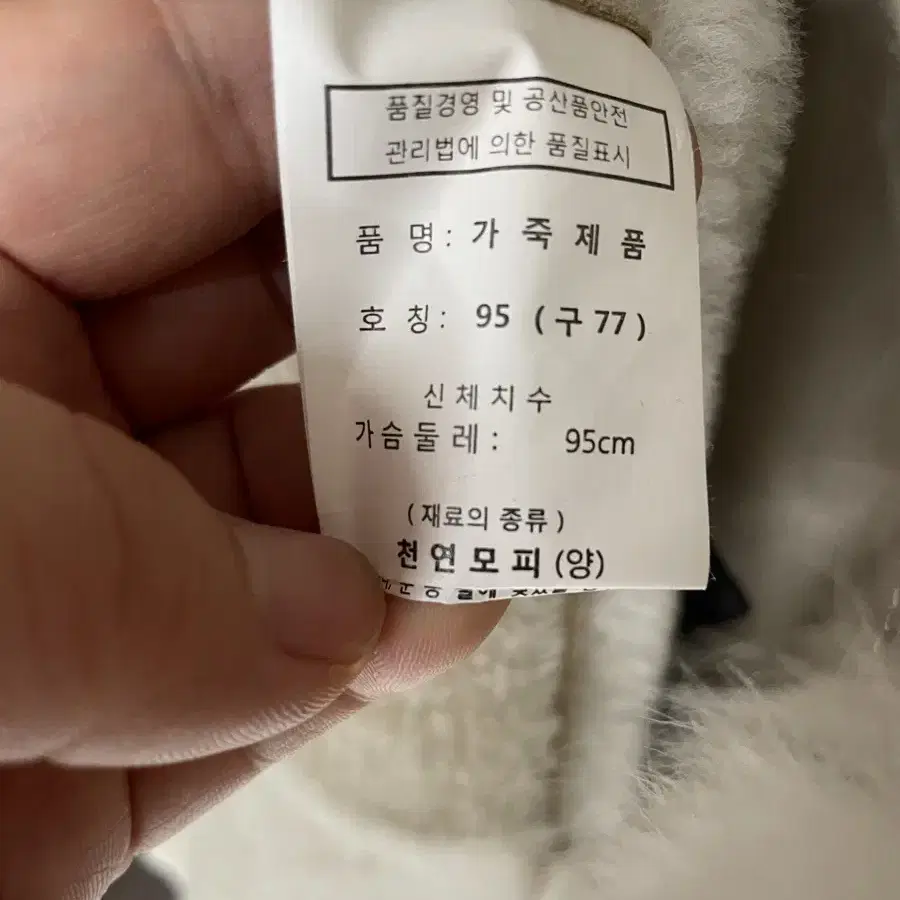 품질경영 및 공산품안전
관리법에 의한 품질표시
품 명 : 가 죽 제 품
호 칭 : 95 ( 구 77 )
신 체 치 수
가 슴 둘 레 : 95cm
( 재료의 종류 )
천 연 모 피 (양)